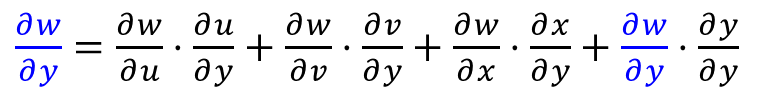 ∂w/∂y = ∂w/∂u · ∂u/∂y + ∂w/∂v · ∂v/∂y + ∂w/∂x · ∂x/∂y + ∂w/∂y · ∂y/∂y